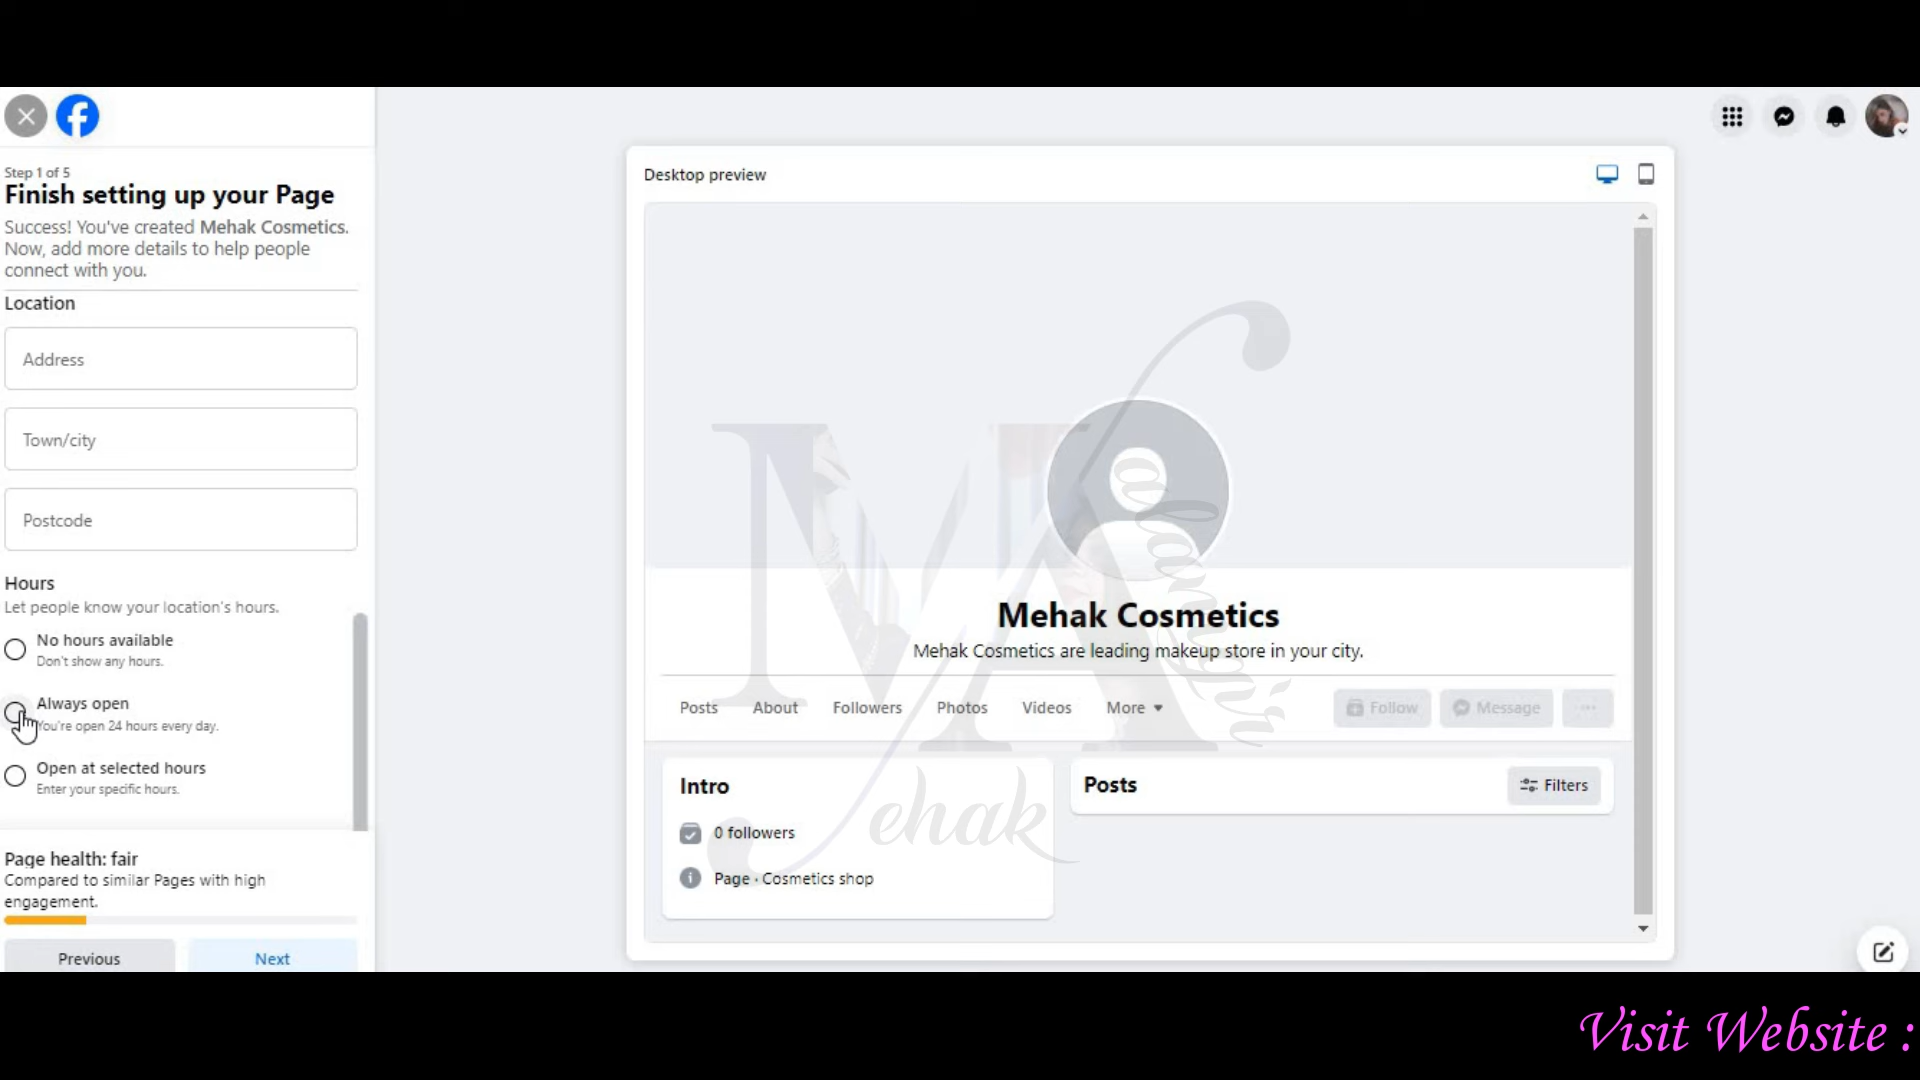 Step 1 of 5
Finish setting up your Page
Success! You've created Mehak Cosmetics.
Now, add more details to help people
connect with you.
Location
Address
Town/city
Postcode
Hours
Let people know your location's hours.
No hours available
Don't show any hours.
Always open
You're open 24 hours every day.
Open at selected hours
Enter your specific hours.
Page health: fair
Compared to similar Pages with high
engagement.
Previous
Next
Desktop preview
Mehak Cosmetics
Mehak Cosmetics are leading makeup store in your city.
Posts
About
Followers
Photos
Videos
More
Follow
Message
Intro
0 followers
Page · Cosmetics shop
Posts
Filters
M A
ehak
Visit Website :